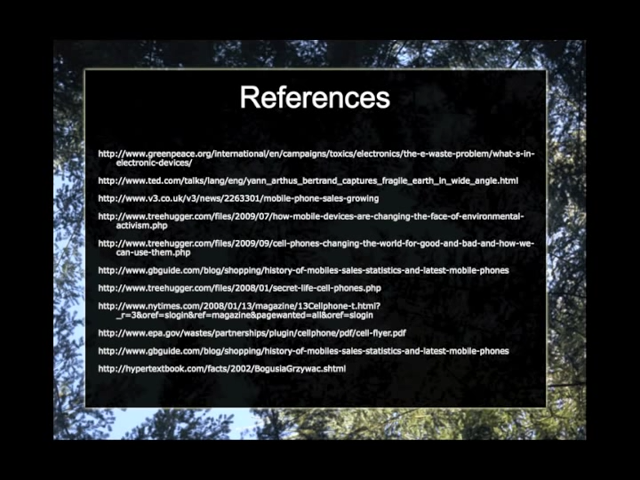 References
http://www.greenpeace.org/international/en/campaigns/toxics/electronics/the-e-waste-problem/what-s-in-
electronic-devices/
http://www.ted.com/talks/lang/eng/yann_arthus_bertrand_captures_fragile_earth_in_wide_angle.html
http://www.v3.co.uk/v3/news/2263301/mobile-phone-sales-growing
http://www.treehugger.com/files/2009/07/how-mobile-devices-are-changing-the-face-of-environmental-
activism.php
http://www.treehugger.com/files/2009/09/cell-phones-changing-the-world-for-good-and-bad-and-how-we-
can-use-them.php
http://www.gbguide.com/blog/shopping/history-of-mobiles-sales-statistics-and-latest-mobile-phones
http://www.treehugger.com/files/2008/01/secret-life-cell-phones.php
http://www.nytimes.com/2008/01/13/magazine/13Cellphone-t.html?
_r=3&oref=slogin&ref=magazine&pagewanted=all&oref=slogin
http://www.epa.gov/wastes/partnerships/plugin/cellphone/pdf/cell-flyer.pdf
http://www.gbguide.com/blog/shopping/history-of-mobiles-sales-statistics-and-latest-mobile-phones
http://hypertextbook.com/facts/2002/BogusiaGrzywac.shtml